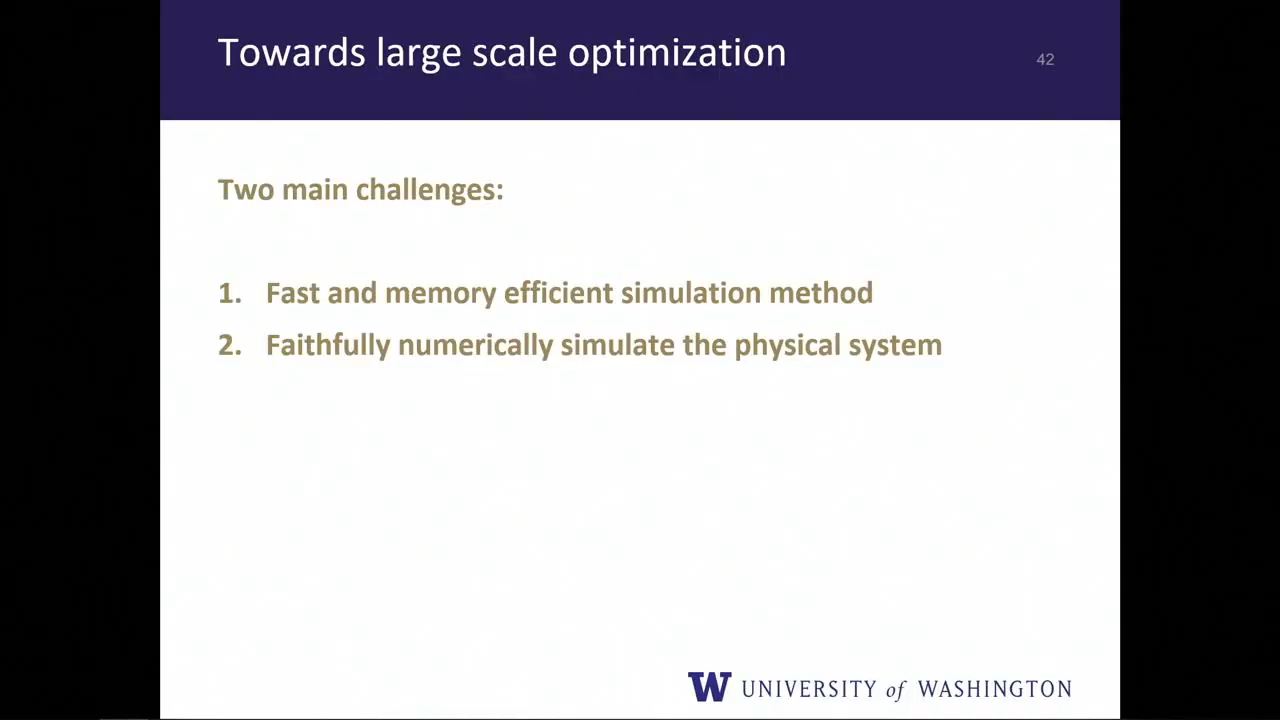 Towards large scale optimization
42
Two main challenges:
1. Fast and memory efficient simulation method
2. Faithfully numerically simulate the physical system
W UNIVERSITY of WASHINGTON